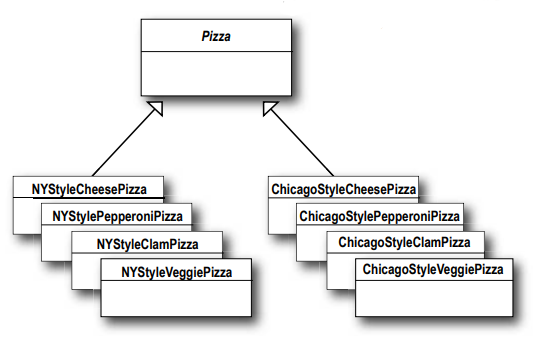 Pizza
NYStyleCheesePizza
NYStylePepperoniPizza
NYStyleClamPizza
NYStyleVeggiePizza
ChicagoStyleCheesePizza
ChicagoStylePepperoniPizza
ChicagoStyleClamPizza
ChicagoStyleVeggiePizza